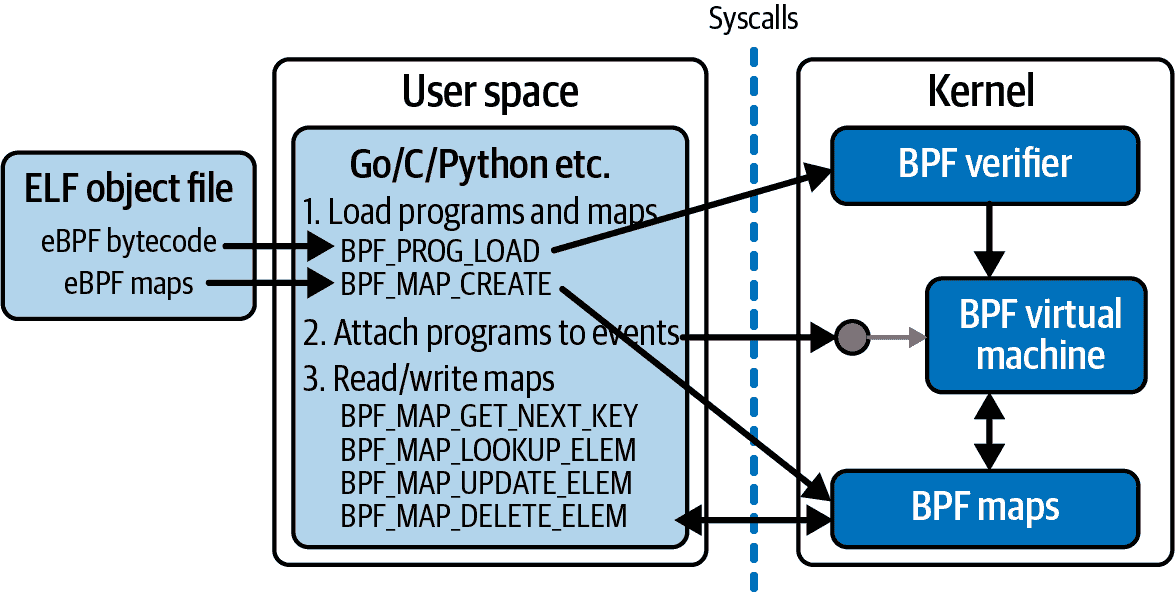 Syscalls
User space
Kernel
ELF object file
eBPF bytecode
eBPF maps
Go/C/Python etc.
1. Load programs and maps
BPF_PROG_LOAD
BPF_MAP_CREATE
2. Attach programs to events
3. Read/write maps
BPF_MAP_GET_NEXT_KEY
BPF_MAP_LOOKUP_ELEM
BPF_MAP_UPDATE_ELEM
BPF_MAP_DELETE_ELEM
BPF verifier
BPF virtual
machine
BPF maps